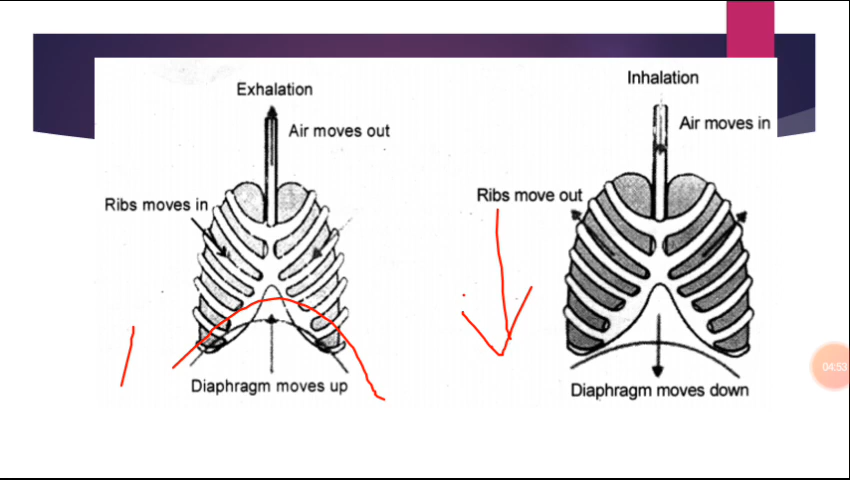 Exhalation
Air moves out
Ribs moves in
Diaphragm moves up
Inhalation
Air moves in
Ribs move out
Diaphragm moves down
04:53